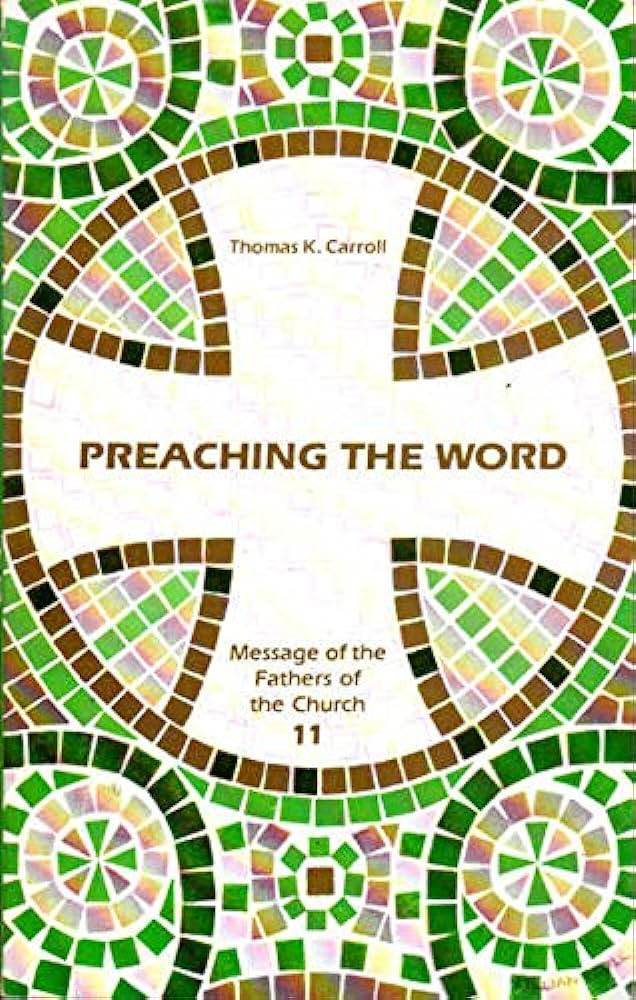 Thomas K. Carroll
PREACHING THE WORD
Message of the
Fathers of
the Church
11